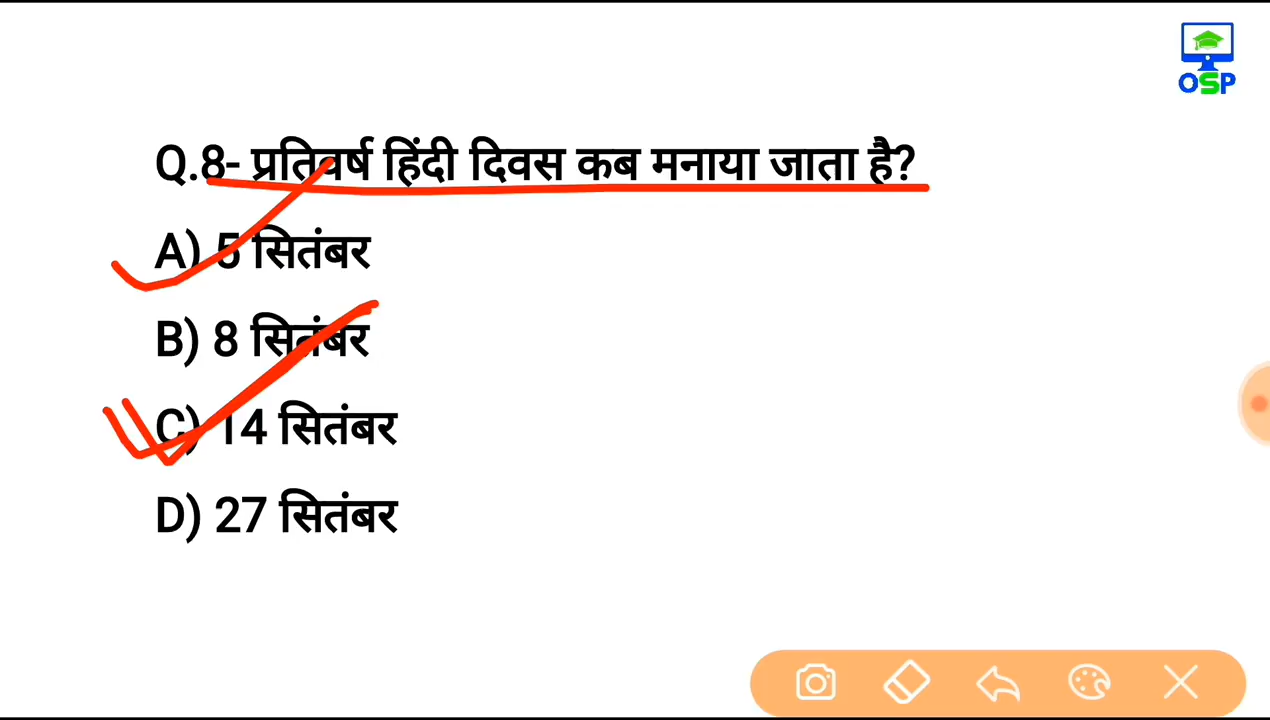 OSP
Q.8- प्रतिवर्ष हिंदी दिवस कब मनाया जाता है?
A) 5 सितंबर
B) 8 सितंबर
C) 14 सितंबर
D) 27 सितंबर